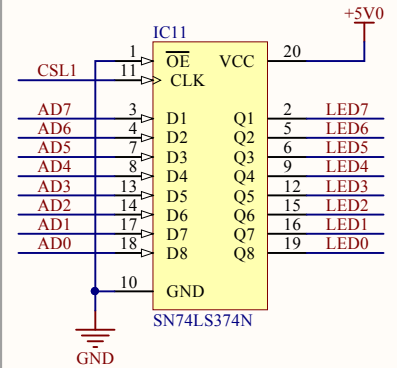 +5V0
IC11
1 OE VCC 20
CSL1 11 CLK
AD7 3 D1 Q1 2 LED7
AD6 4 D2 Q2 5 LED6
AD5 7 D3 Q3 6 LED5
AD4 8 D4 Q4 9 LED4
AD3 13 D5 Q5 12 LED3
AD2 14 D6 Q6 15 LED2
AD1 17 D7 Q7 16 LED1
AD0 18 D8 Q8 19 LED0
10 GND
SN74LS374N
GND